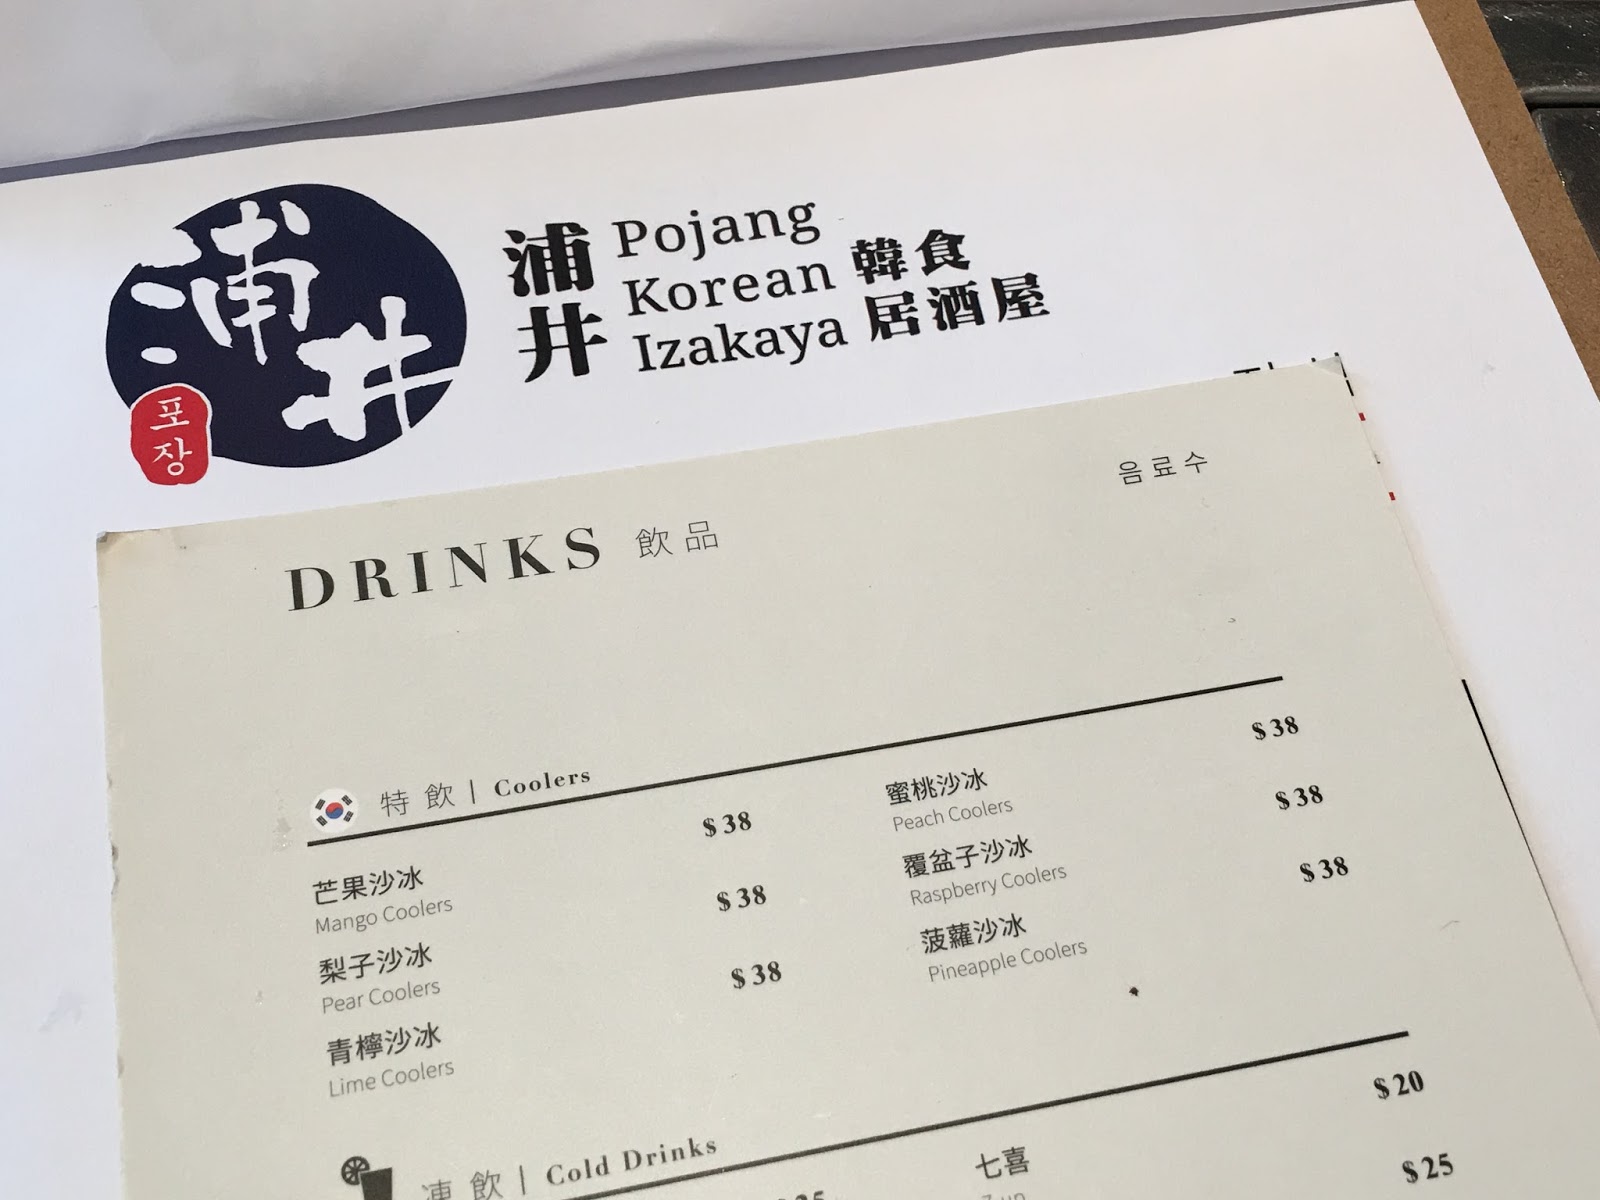 浦井
포장
浦井
Pojang
Korean 韓食
Izakaya 居酒屋
음료수
DRINKS 飲品
特飲 | Coolers
芒果沙冰 $38
Mango Coolers
梨子沙冰 $38
Pear Coolers
青檸沙冰 $38
Lime Coolers
蜜桃沙冰 $38
Peach Coolers
覆盆子沙冰 $38
Raspberry Coolers
菠蘿沙冰 $38
Pineapple Coolers
凍飲 | Cold Drinks
七喜 $20
$25